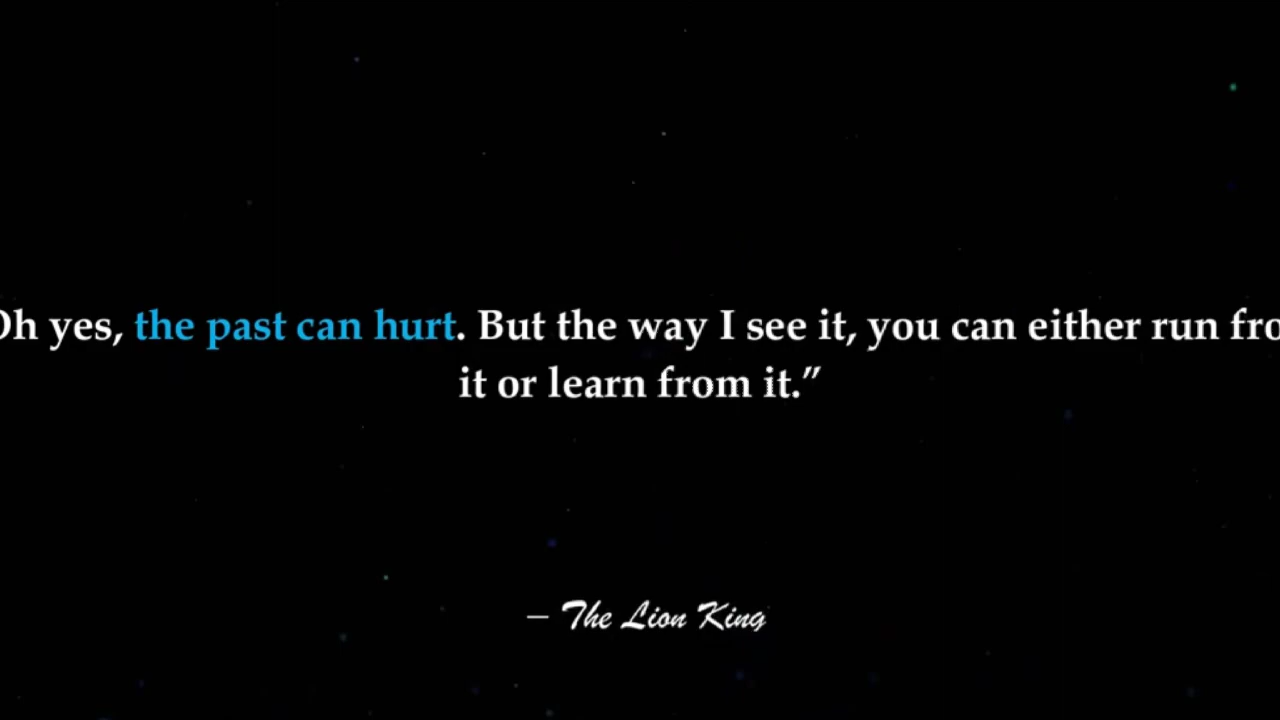 Oh yes, the past can hurt. But the way I see it, you can either run fro
it or learn from it.”
— The Lion King